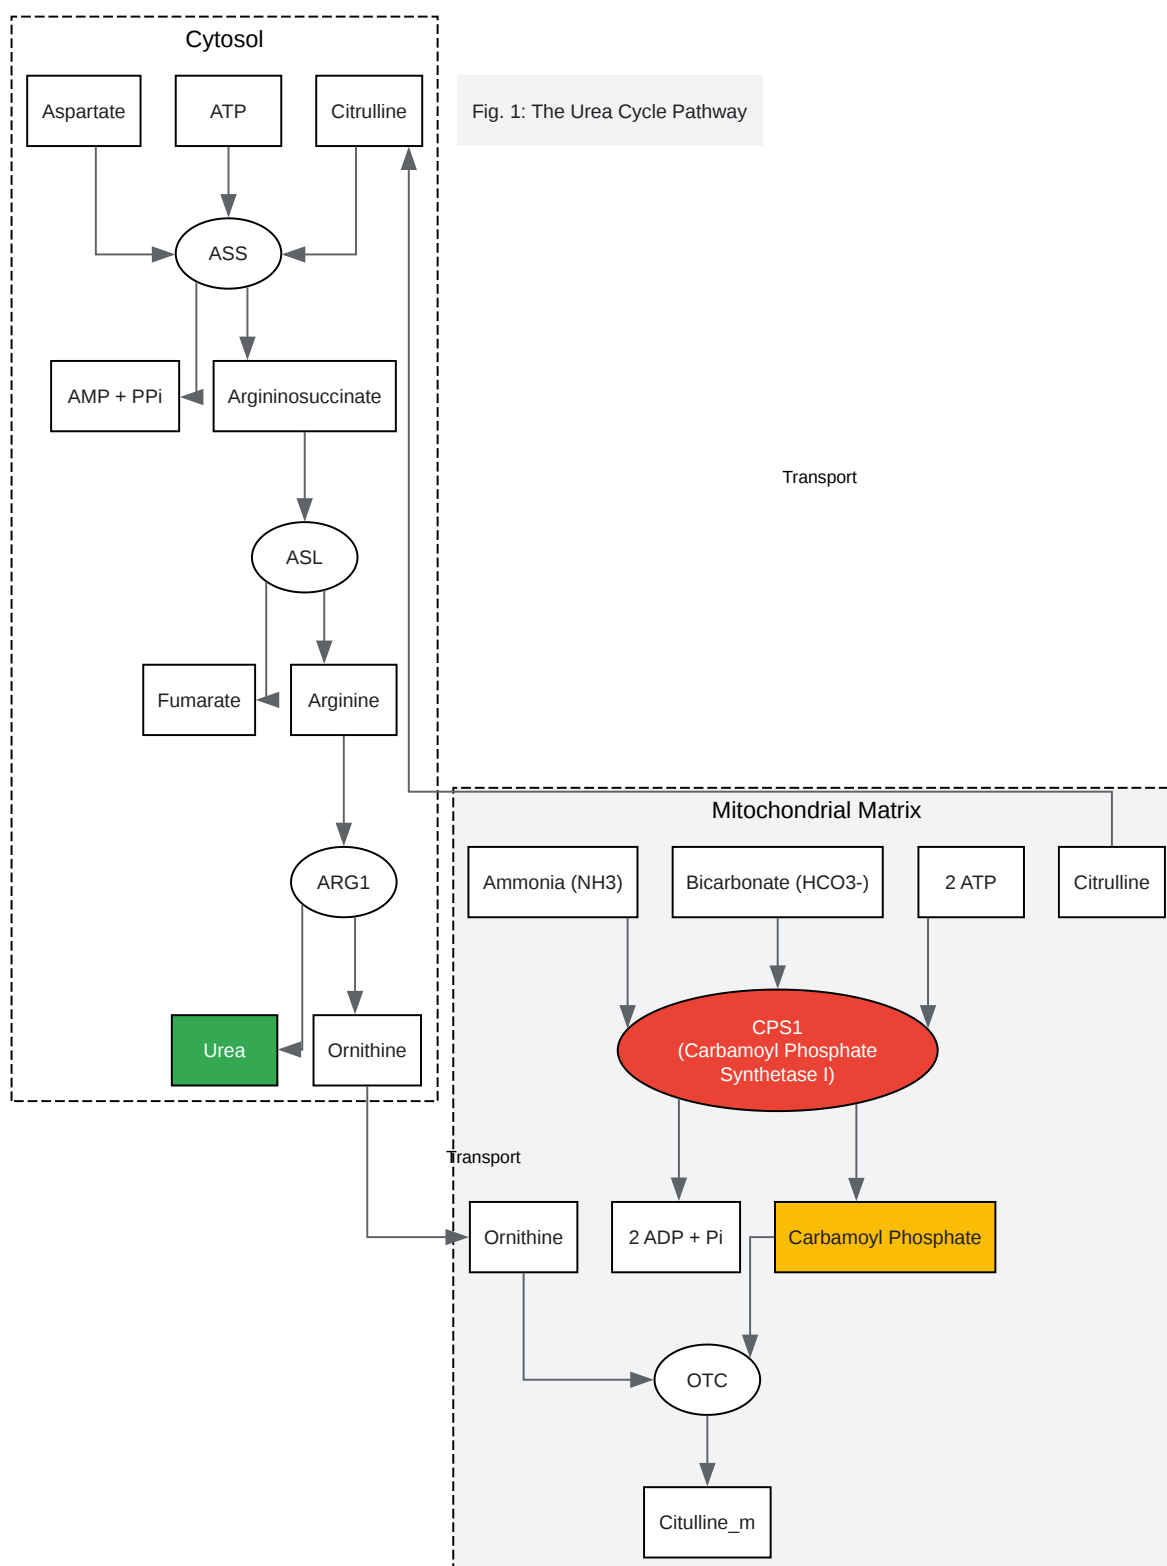 Cytosol
Aspartate
ATP
Citrulline
Fig. 1: The Urea Cycle Pathway
ASS
AMP + PPi
Argininosuccinate
Transport
ASL
Fumarate
Arginine
Mitochondrial Matrix
ARG1
Ammonia (NH3)
Bicarbonate (HCO3-)
2 ATP
Citrulline
Urea
Ornithine
CPS1
(Carbamoyl Phosphate
Synthetase I)
Transport
Ornithine
2 ADP + Pi
Carbamoyl Phosphate
OTC
Citulline_m